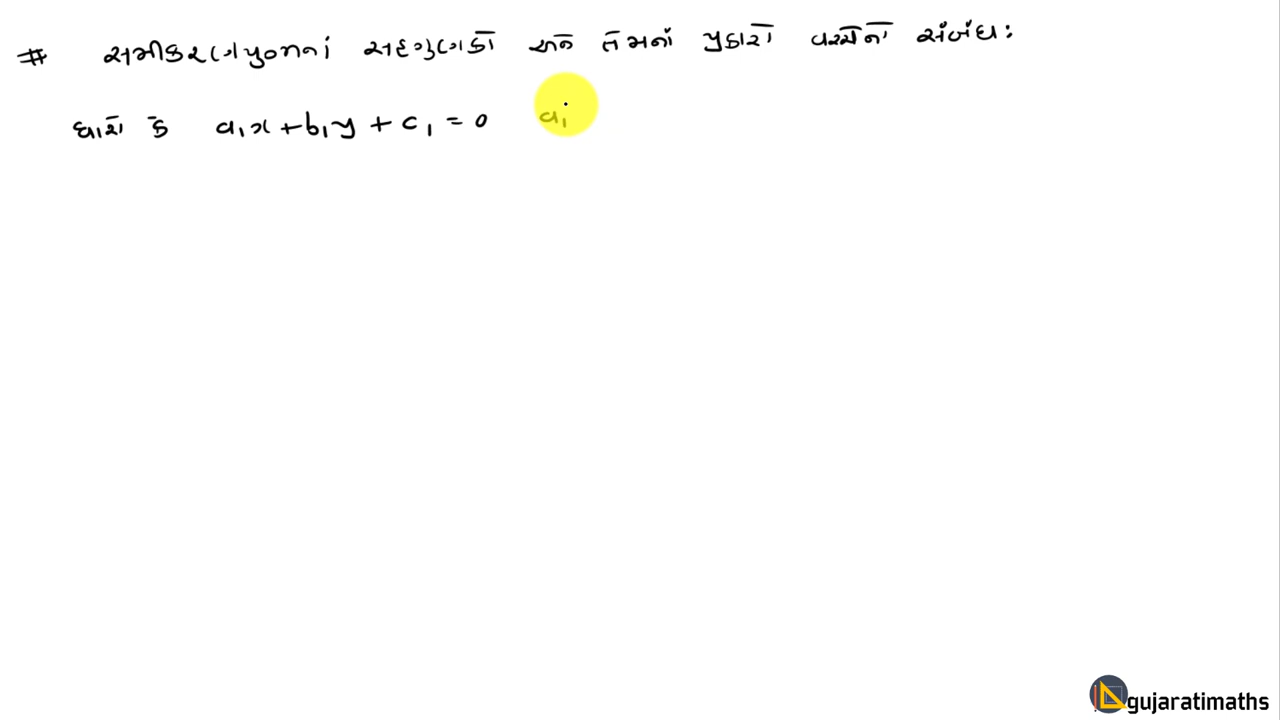 # સમીકરણયુગ્મનાં સહગુણકો અને તેમનાં પ્રકારો વચ્ચેનો સંબંધ:
ધારો કે a₁x + b₁y + c₁ = 0 a₁
gujaratimaths